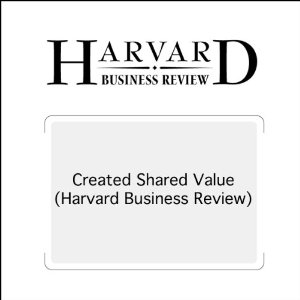 HARVARD
BUSINESS REVIEW
Created Shared Value
(Harvard Business Review)